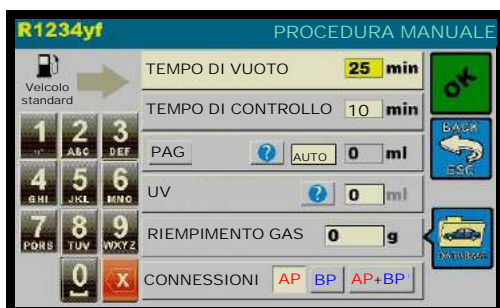 R1234yf PROCEDURA MANUALE
Veicolo
standard
TEMPO DI VUOTO 25 min
OK
TEMPO DI CONTROLLO 10 min
1 2 ABC 3 DEF
PAG ? AUTO 0 ml
BACK
ESC
4 GHI 5 JKL 6 MNO
UV ? 0 ml
7 PQRS 8 TUV 9 WXYZ
RIEMPIMENTO GAS 0 g
DATABASE
0 X
CONNESSIONI AP BP AP+BP